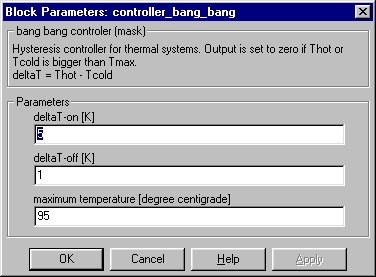 Block Parameters: controller_bang_bang
bang bang controler (mask)
Hysteresis controller for thermal systems. Output is set to zero if Thot or
Tcold is bigger than Tmax.
deltaT = Thot - Tcold
Parameters
deltaT-on [K]
5
deltaT-off [K]
1
maximum temperature [degree centigrade]
95
OK Cancel Help Apply